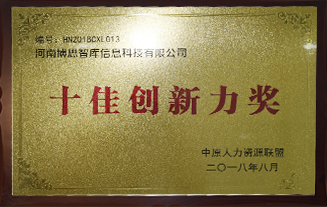 编号：HN2018CXL013
河南博思智库信息科技有限公司
十佳创新力奖
中原人力资源联盟
二〇一八年八月